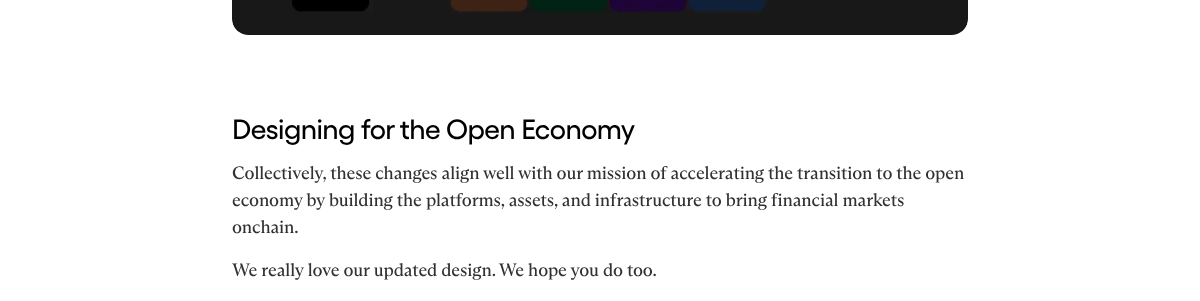 Designing for the Open Economy
Collectively, these changes align well with our mission of accelerating the transition to the open
economy by building the platforms, assets, and infrastructure to bring financial markets
onchain.
We really love our updated design. We hope you do too.